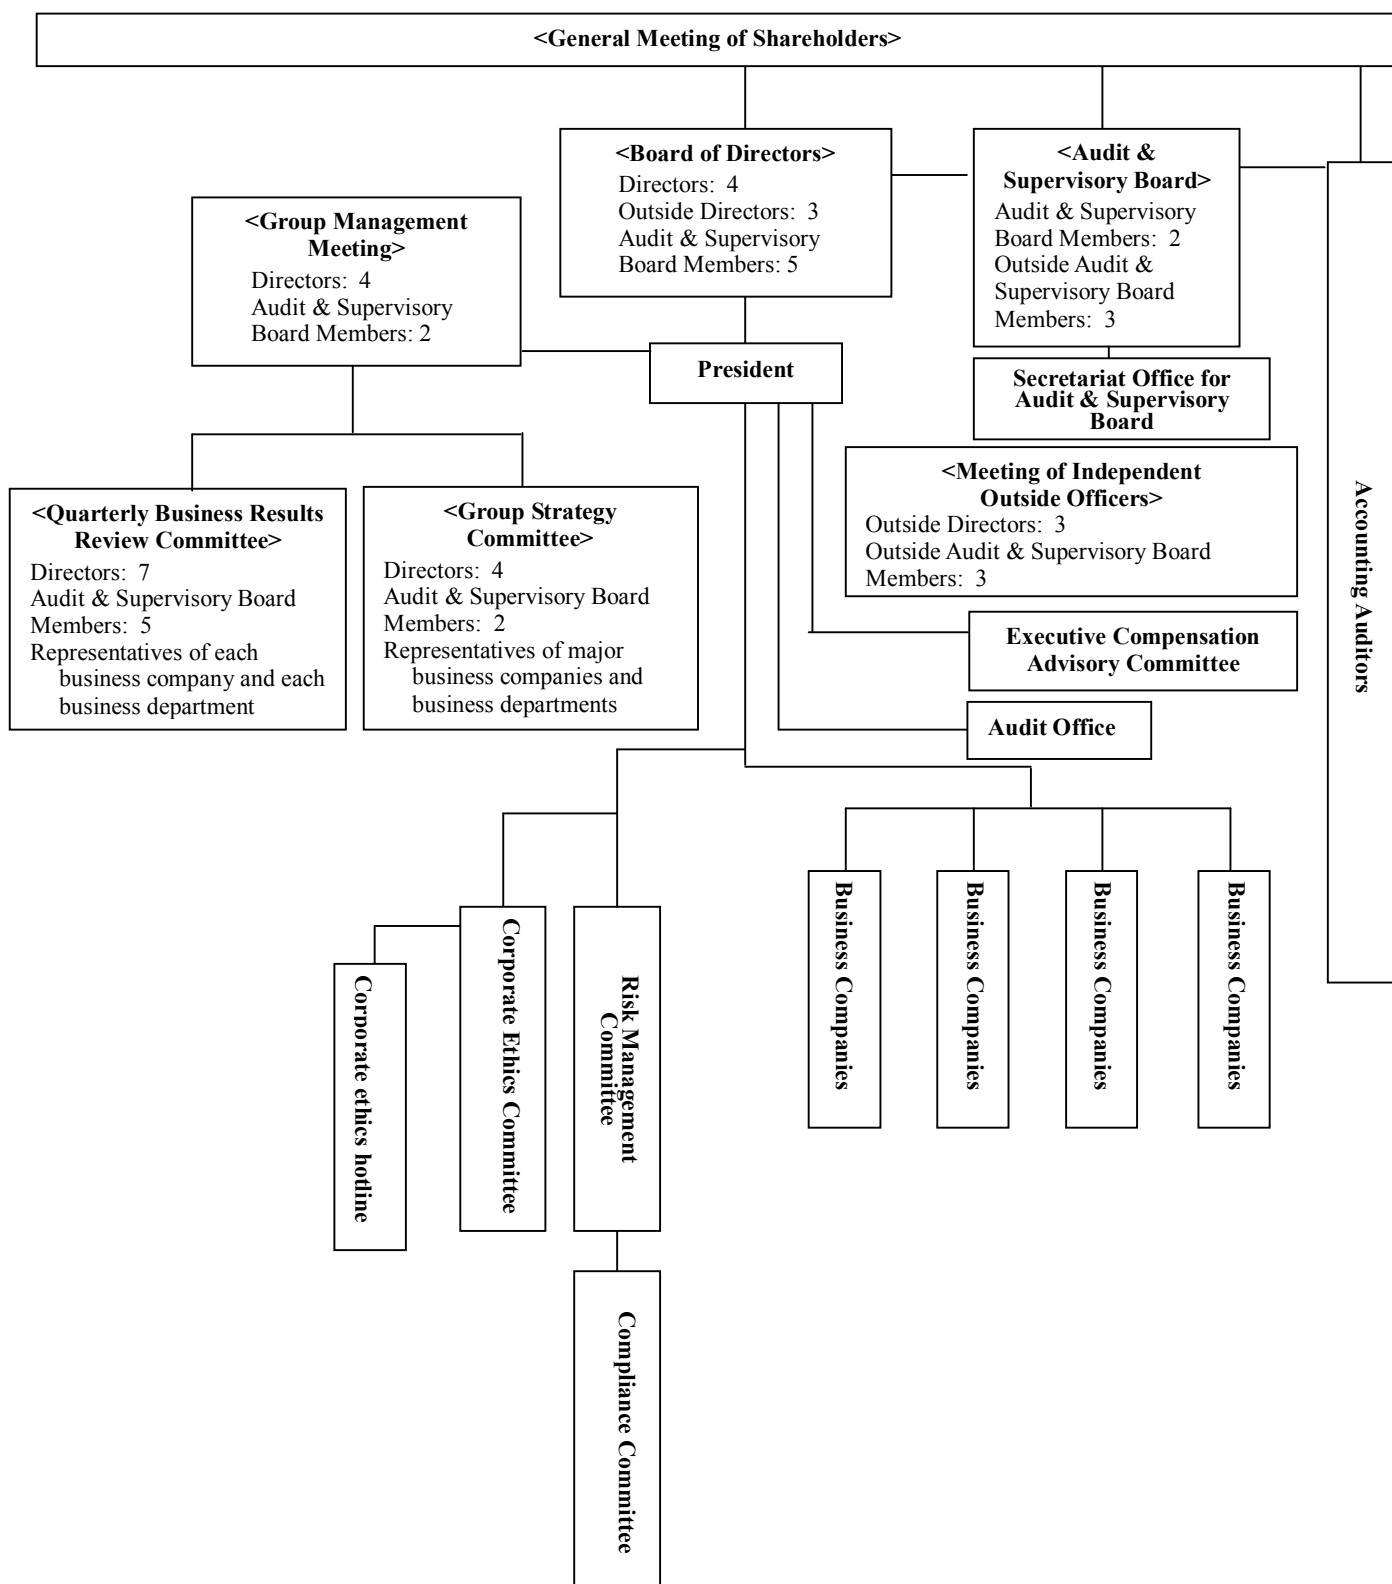 <General Meeting of Shareholders>
<Board of Directors>
Directors: 4
Outside Directors: 3
Audit & Supervisory
Board Members: 5
<Audit &
Supervisory Board>
Audit & Supervisory
Board Members: 2
Outside Audit &
Supervisory Board
Members: 3
<Group Management
Meeting>
Directors: 4
Audit & Supervisory
Board Members: 2
President
Secretariat Office for
Audit & Supervisory
Board
<Meeting of Independent
Outside Officers>
Outside Directors: 3
Outside Audit & Supervisory Board
Members: 3
Accounting Auditors
<Quarterly Business Results
Review Committee>
Directors: 7
Audit & Supervisory Board
Members: 5
Representatives of each
business company and each
business department
<Group Strategy
Committee>
Directors: 4
Audit & Supervisory Board
Members: 2
Representatives of major
business companies and
business departments
Executive Compensation
Advisory Committee
Audit Office
Corporate ethics hotline
Corporate Ethics Committee
Risk Management
Committee
Business Companies
Business Companies
Business Companies
Business Companies
Compliance Committee